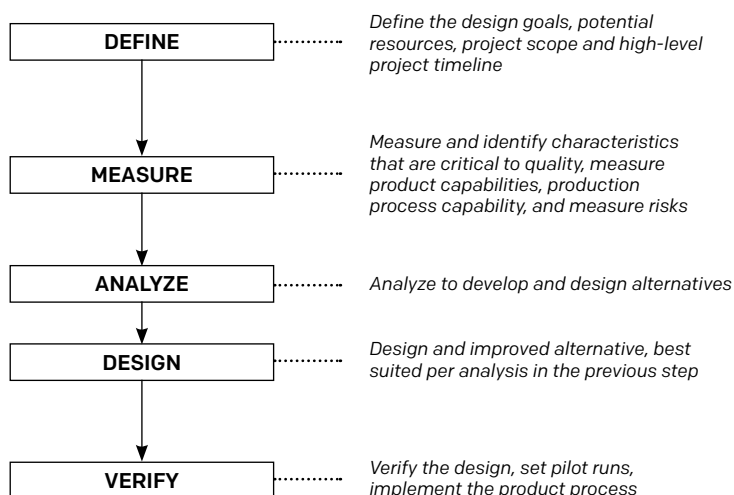 DEFINE
Define the design goals, potential
resources, project scope and high-level
project timeline
MEASURE
Measure and identify characteristics
that are critical to quality, measure
product capabilities, production
process capability, and measure risks
ANALYZE
Analyze to develop and design alternatives
DESIGN
Design and improved alternative, best
suited per analysis in the previous step
VERIFY
Verify the design, set pilot runs,
implement the product process